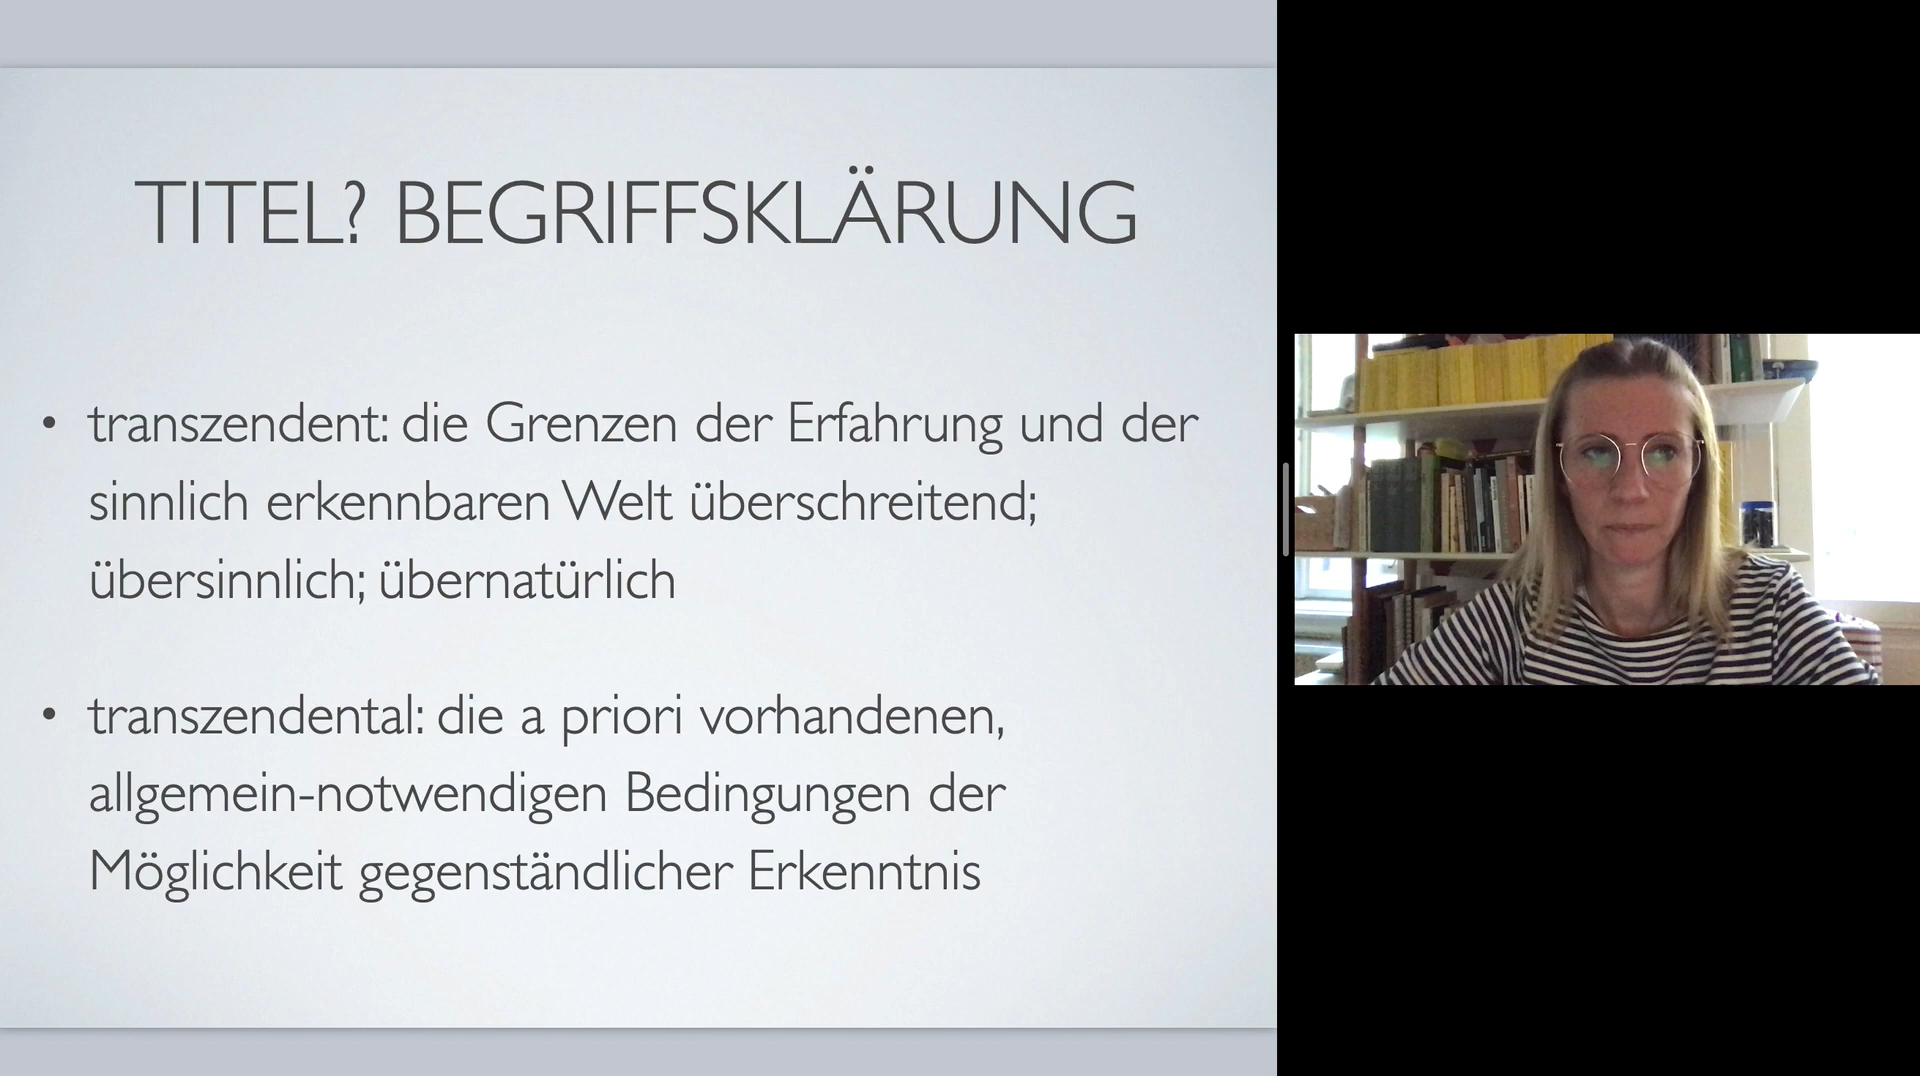 TITEL? BEGRIFFSKLÄRUNG
• transzendent: die Grenzen der Erfahrung und der
sinnlich erkennbaren Welt überschreitend;
übersinnlich; übernatürlich
• transzendental: die a priori vorhandenen,
allgemein-notwendigen Bedingungen der
Möglichkeit gegenständlicher Erkenntnis